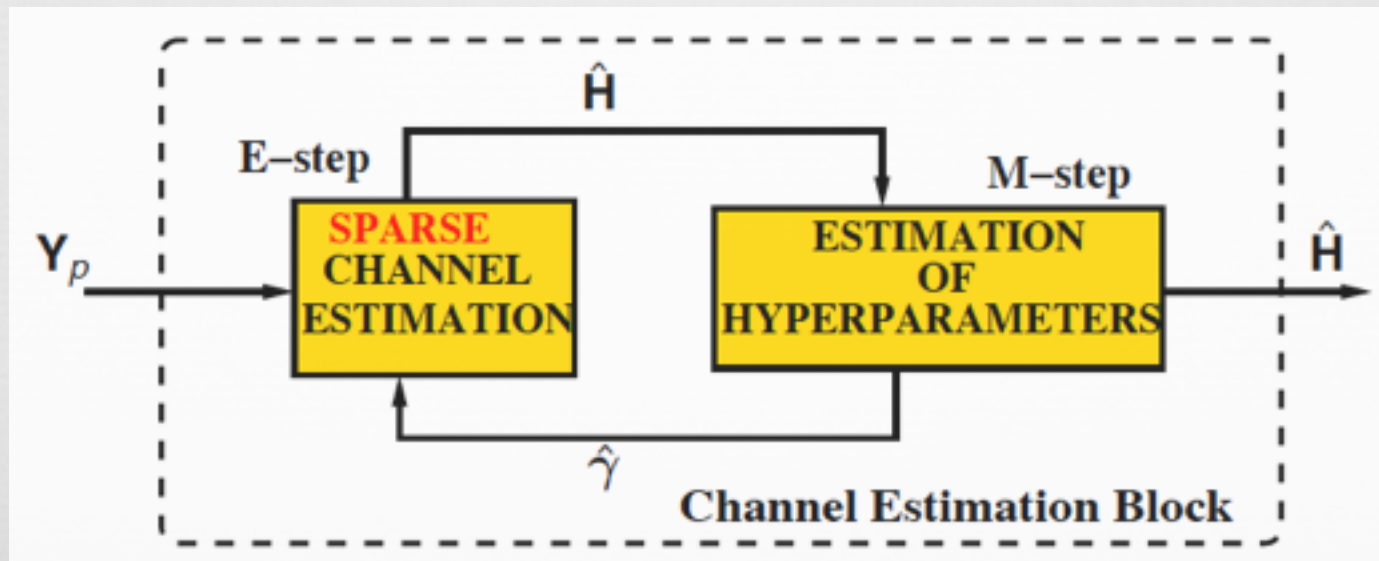 Ĥ
E–step
M–step
Y_p
SPARSE
CHANNEL
ESTIMATION
ESTIMATION
OF
HYPERPARAMETERS
Ĥ
γ̂
Channel Estimation Block